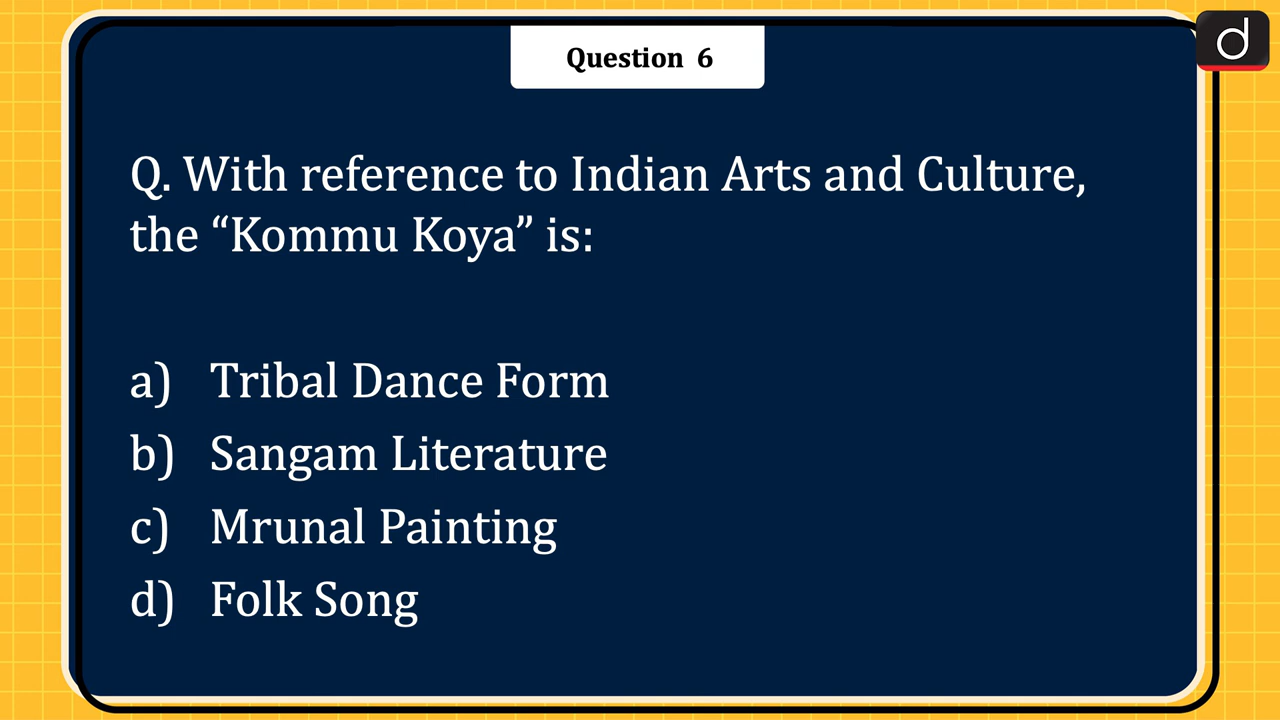 Question 6
d
Q. With reference to Indian Arts and Culture,
the “Kommu Koya” is:
a) Tribal Dance Form
b) Sangam Literature
c) Mrunal Painting
d) Folk Song